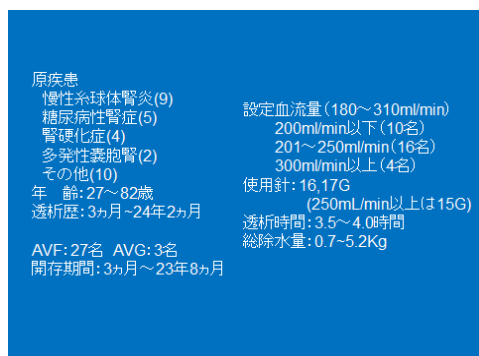 原疾患
慢性糸球体腎炎(9)
糖尿病性腎症(5)
腎硬化症(4)
多発性嚢胞腎(2)
その他(10)
年 齢:27～82歳
透析歴:3ヵ月~24年2ヵ月
AVF:27名 AVG:3名
開存期間:3ヵ月～23年8ヵ月
設定血流量(180～310ml/min)
200ml/min以下(10名)
201～250ml/min(16名)
300ml/min以上(4名)
使用針:16,17G
(250mL/min以上は15G)
透析時間:3.5～4.0時間
総除水量:0.7~5.2Kg